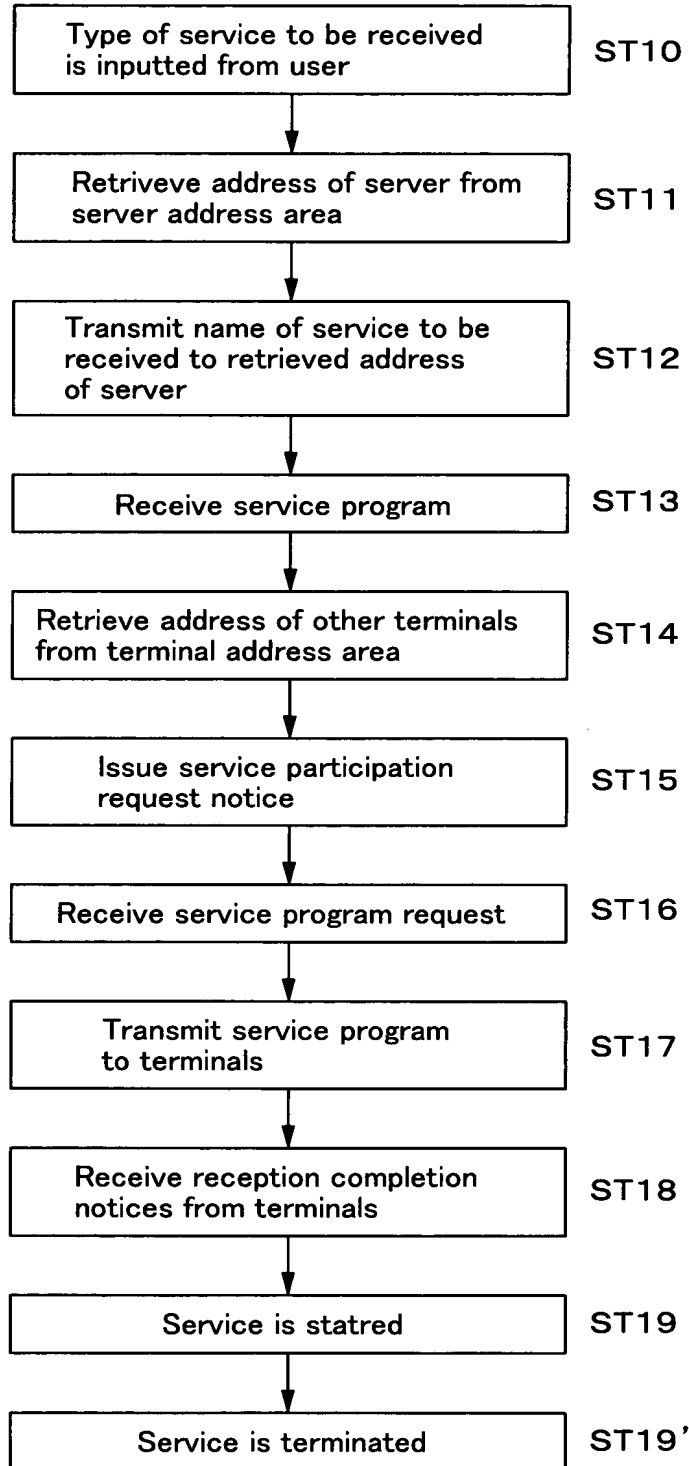 Type of service to be received
is inputted from user
ST10
Retriveve address of server from
server address area
ST11
Transmit name of service to be
received to retrieved address
of server
ST12
Receive service program
ST13
Retrieve address of other terminals
from terminal address area
ST14
Issue service participation
request notice
ST15
Receive service program request
ST16
Transmit service program
to terminals
ST17
Receive reception completion
notices from terminals
ST18
Service is statred
ST19
Service is terminated
ST19'